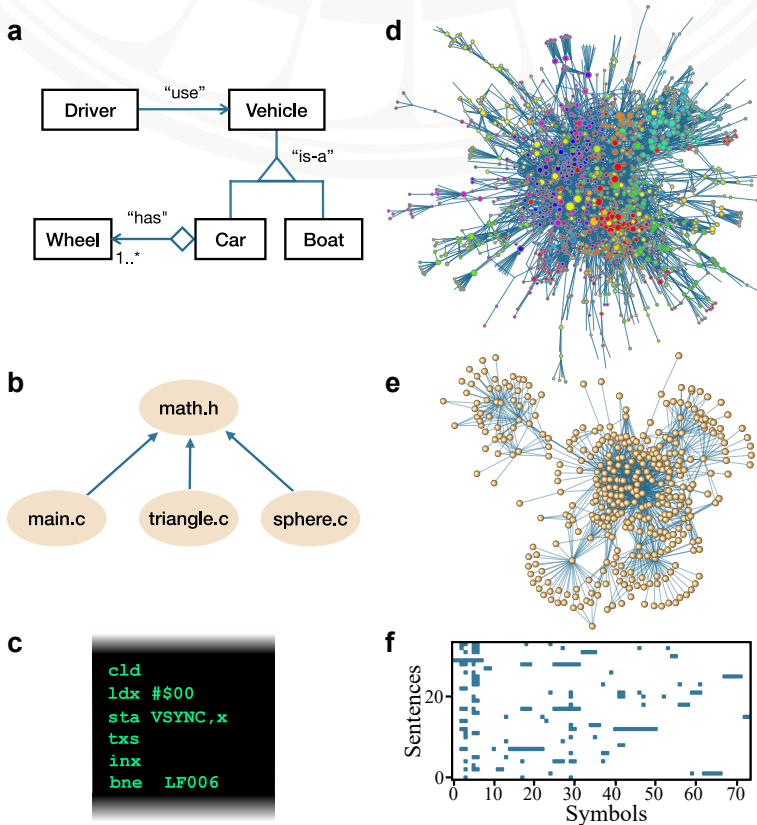 a
"use"
Driver
Vehicle
"is-a"
"has"
Wheel
Car
Boat
1..*
b
math.h
main.c
triangle.c
sphere.c
c
cld
ldx #$00
sta VSYNC,x
txs
inx
bne LF006
d
e
f
Sentences
20
0
0 10 20 30 40 50 60 70
Symbols